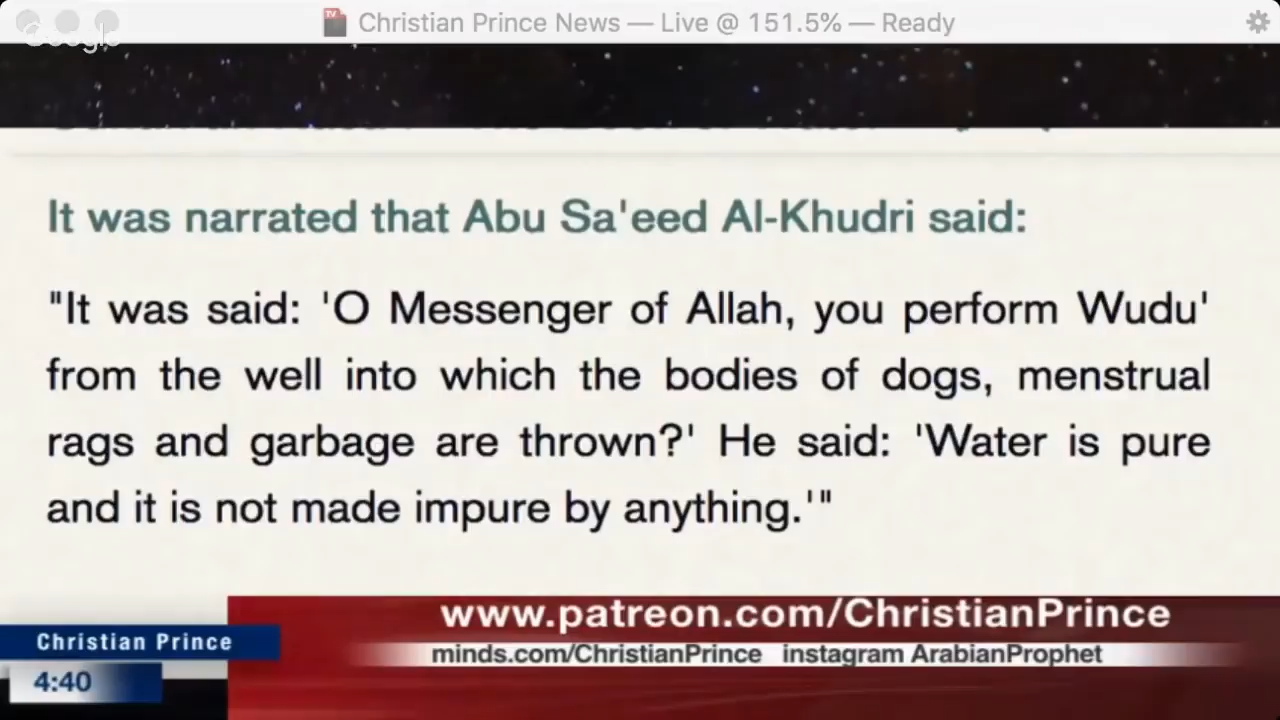 Christian Prince News — Live @ 151.5% — Ready
TV
Google
It was narrated that Abu Sa'eed Al-Khudri said:
"It was said: 'O Messenger of Allah, you perform Wudu'
from the well into which the bodies of dogs, menstrual
rags and garbage are thrown?' He said: 'Water is pure
and it is not made impure by anything.'"
www.patreon.com/ChristianPrince
Christian Prince
minds.com/ChristianPrince instagram ArabianProphet
4:40